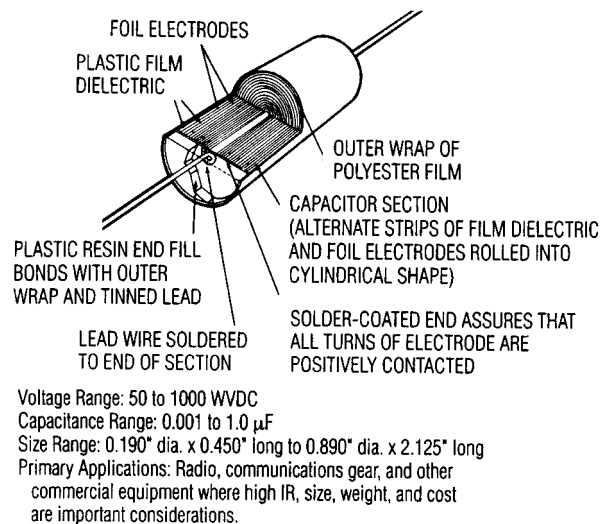 FOIL ELECTRODES
PLASTIC FILM
DIELECTRIC
OUTER WRAP OF
POLYESTER FILM
CAPACITOR SECTION
(ALTERNATE STRIPS OF FILM DIELECTRIC
AND FOIL ELECTRODES ROLLED INTO
CYLINDRICAL SHAPE)
PLASTIC RESIN END FILL
BONDS WITH OUTER
WRAP AND TINNED LEAD
LEAD WIRE SOLDERED
TO END OF SECTION
SOLDER-COATED END ASSURES THAT
ALL TURNS OF ELECTRODE ARE
POSITIVELY CONTACTED
Voltage Range: 50 to 1000 WVDC
Capacitance Range: 0.001 to 1.0 μF
Size Range: 0.190" dia. x 0.450" long to 0.890" dia. x 2.125" long
Primary Applications: Radio, communications gear, and other
commercial equipment where high IR, size, weight, and cost
are important considerations.